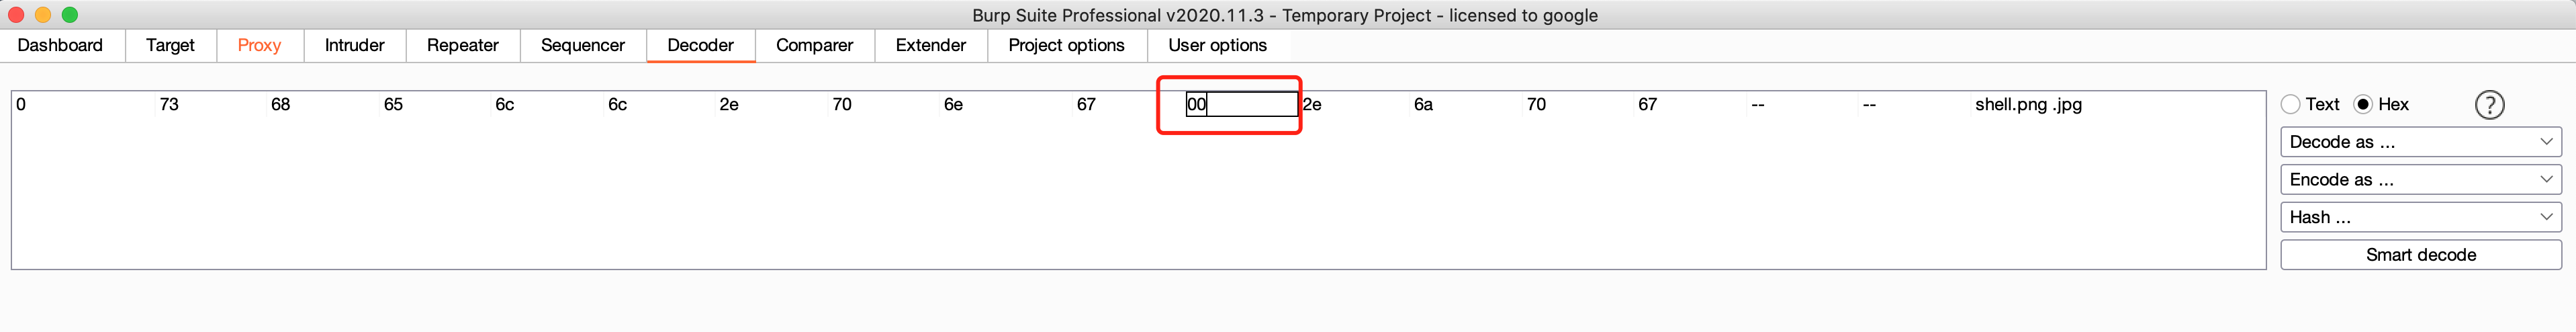 Burp Suite Professional v2020.11.3 - Temporary Project - licensed to google
Dashboard Target Proxy Intruder Repeater Sequencer Decoder Comparer Extender Project options User options
0 73 68 65 6c 6c 2e 70 6e 67 00 2e 6a 70 67 -- -- shell.png .jpg
Text Hex ?
Decode as ...
Encode as ...
Hash ...
Smart decode